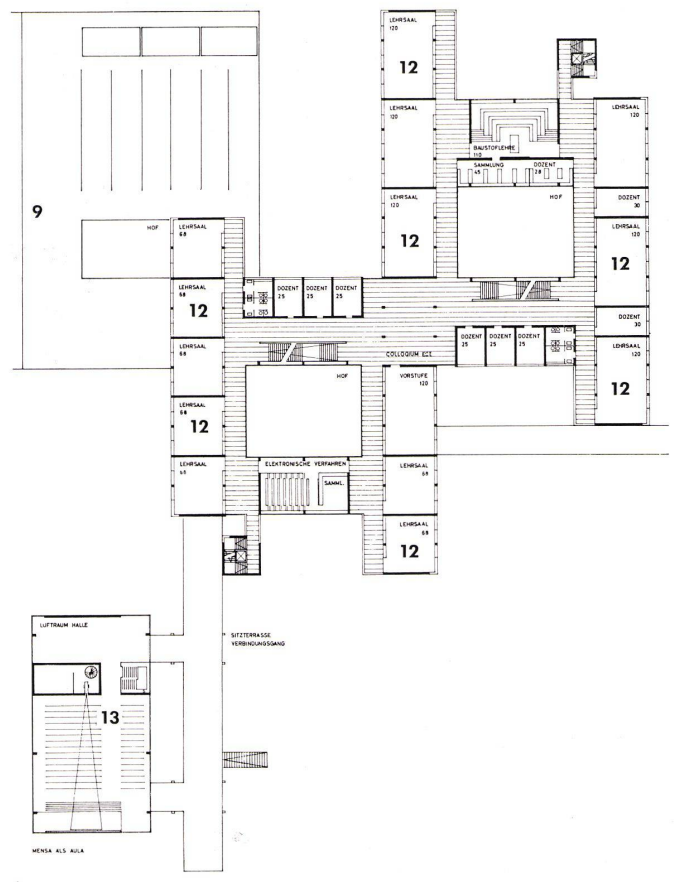 LEHRSAAL
120
12
LEHRSAAL
120
LEHRSAAL
120
BAUSTOFLEHRE
110
SAMMLUNG
45
DOZENT
28
LEHRSAAL
120
12
HOF
DOZENT
30
9
HOF
LEHRSAAL
68
LEHRSAAL
120
12
LEHRSAAL
68
12
DOZENT
25
DOZENT
25
DOZENT
25
DOZENT
30
LEHRSAAL
68
COLLOQIUM
DOZENT
25
DOZENT
25
DOZENT
25
LEHRSAAL
120
12
HOF
VORSTUFE
120
LEHRSAAL
68
12
LEHRSAAL
68
ELEKTRONISCHE VERFAHREN
SAMML.
LEHRSAAL
68
LEHRSAAL
68
12
LUFTRAUM HALLE
SITZTERRASSE
VERBINDUNGSGANG
13
MENSA ALS AULA